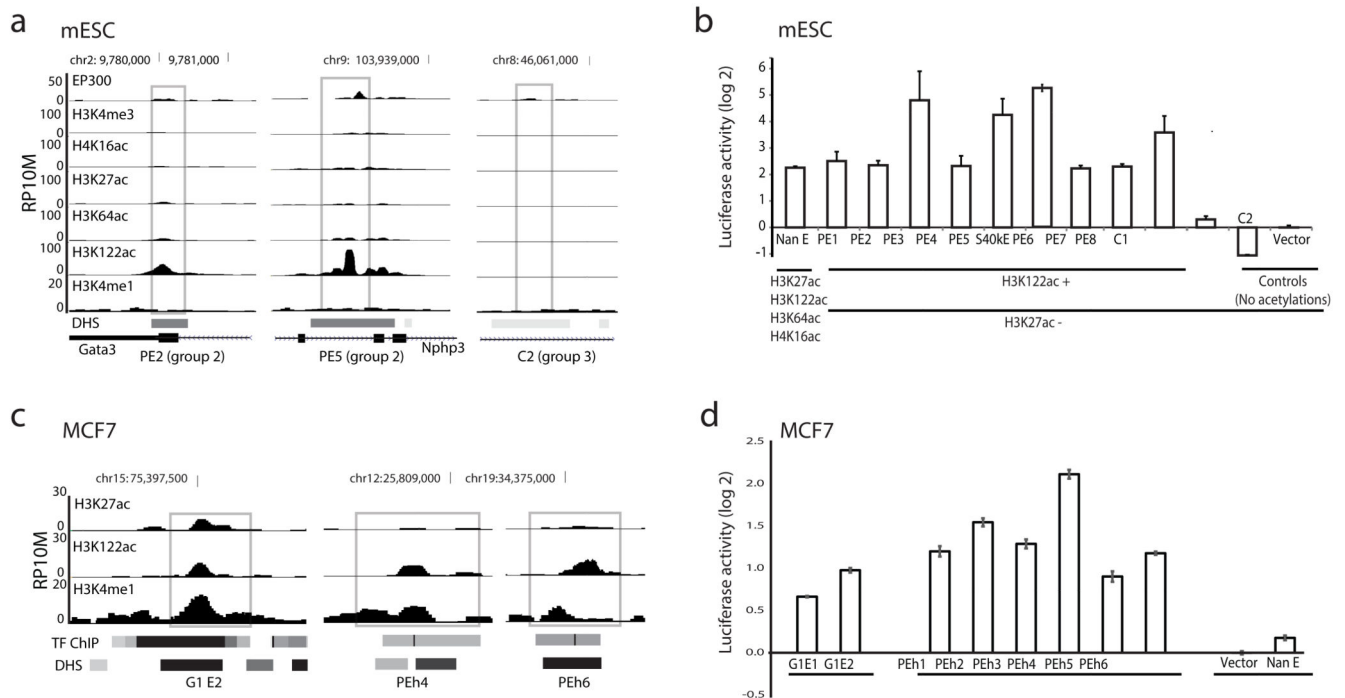 a
mESC
chr2: 9,780,000 9,781,000 chr9: 103,939,000 chr8:46,061,000
RP10M
50
EP300
0
100
H3K4me3
0
100
H4K16ac
0
100
H3K27ac
0
100
H3K64ac
0
100
H3K122ac
0
20
H3K4me1
0
DHS
Gata3 Nphp3
PE2 (group 2) PE5 (group 2) C2 (group 3)
b
mESC
Luciferase activity (log 2)
6
5
4
3
2
1
0
-1
C2
Nan E PE1 PE2 PE3 PE4 PE5 S40kE PE6 PE7 PE8 C1 Vector
H3K27ac H3K122ac + Controls
H3K122ac (No acetylations)
H3K64ac H3K27ac -
H4K16ac
c
MCF7
chr15:75,397,500 chr12:25,809,000 chr19:34,375,000
RP10M
30
H3K27ac
0
30
H3K122ac
0
20
H3K4me1
0
TF ChIP
DHS
G1 E2 PEh4 PEh6
d
MCF7
Luciferase activity (log 2)
2.5
2.0
1.5
1.0
0.5
0.0
-0.5
G1E1 G1E2 PEh1 PEh2 PEh3 PEh4 PEh5 PEh6 Vector Nan E